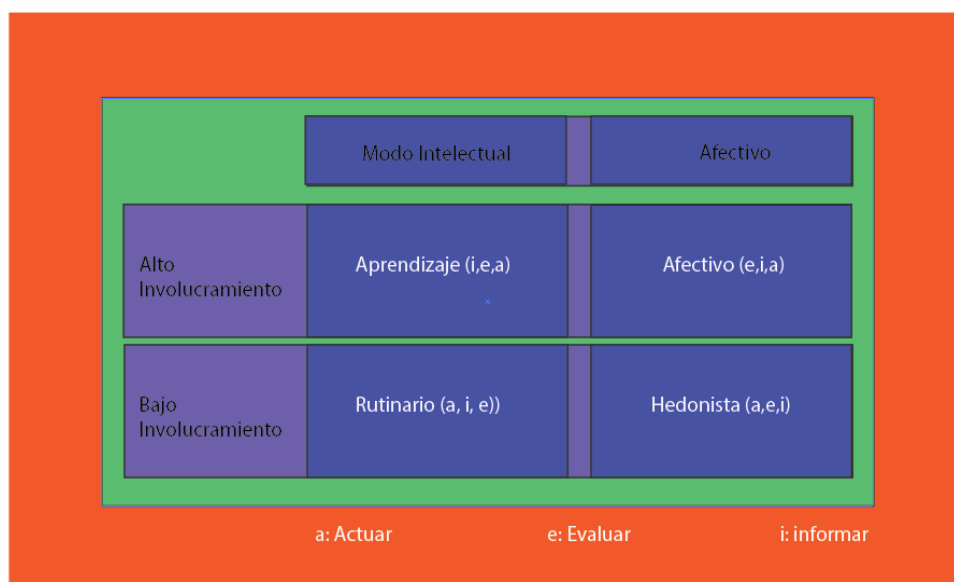 Modo Intelectual
Afectivo
Alto
Involucramiento
Aprendizaje (i,e,a)
Afectivo (e,i,a)
Bajo
Involucramiento
Rutinario (a, i, e))
Hedonista (a,e,i)
a: Actuar
e: Evaluar
i: informar